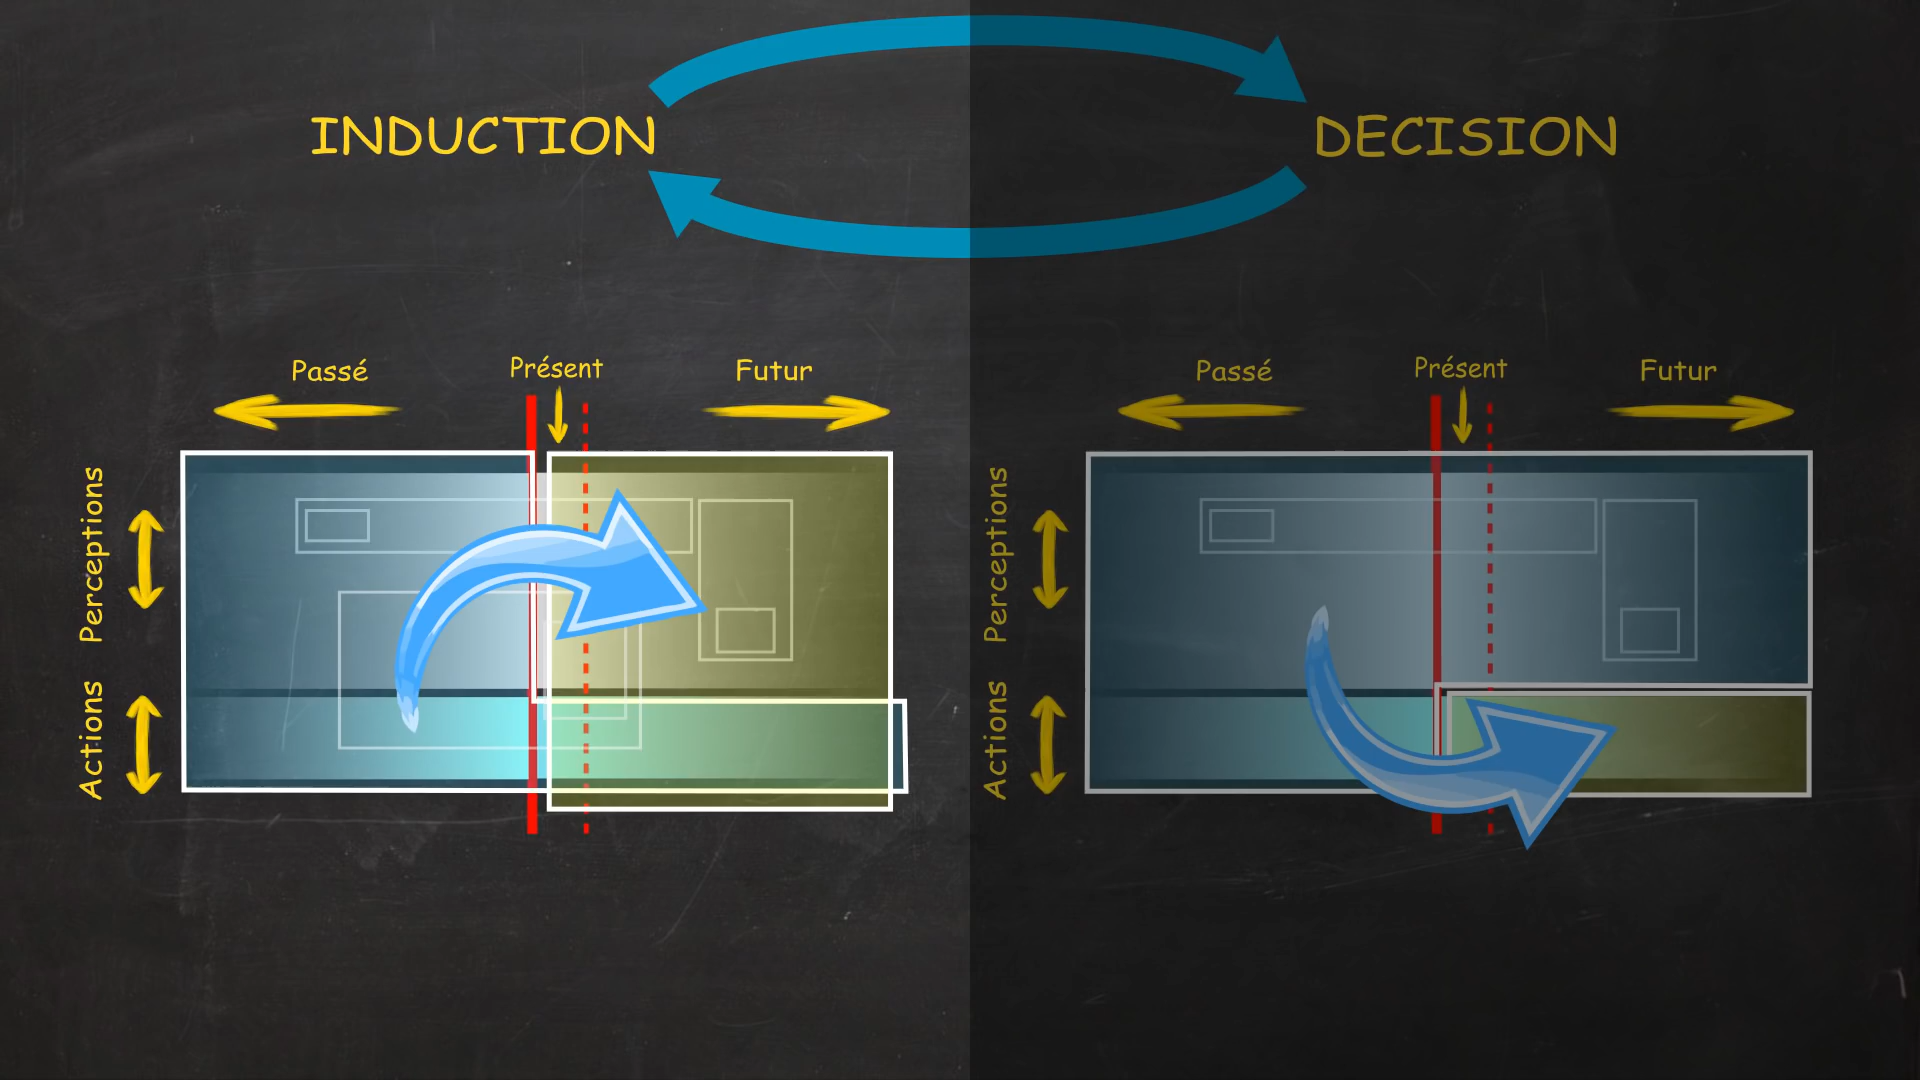 INDUCTION
DECISION
Passé
Présent
Futur
Perceptions
Actions
Passé
Présent
Futur
Perceptions
Actions